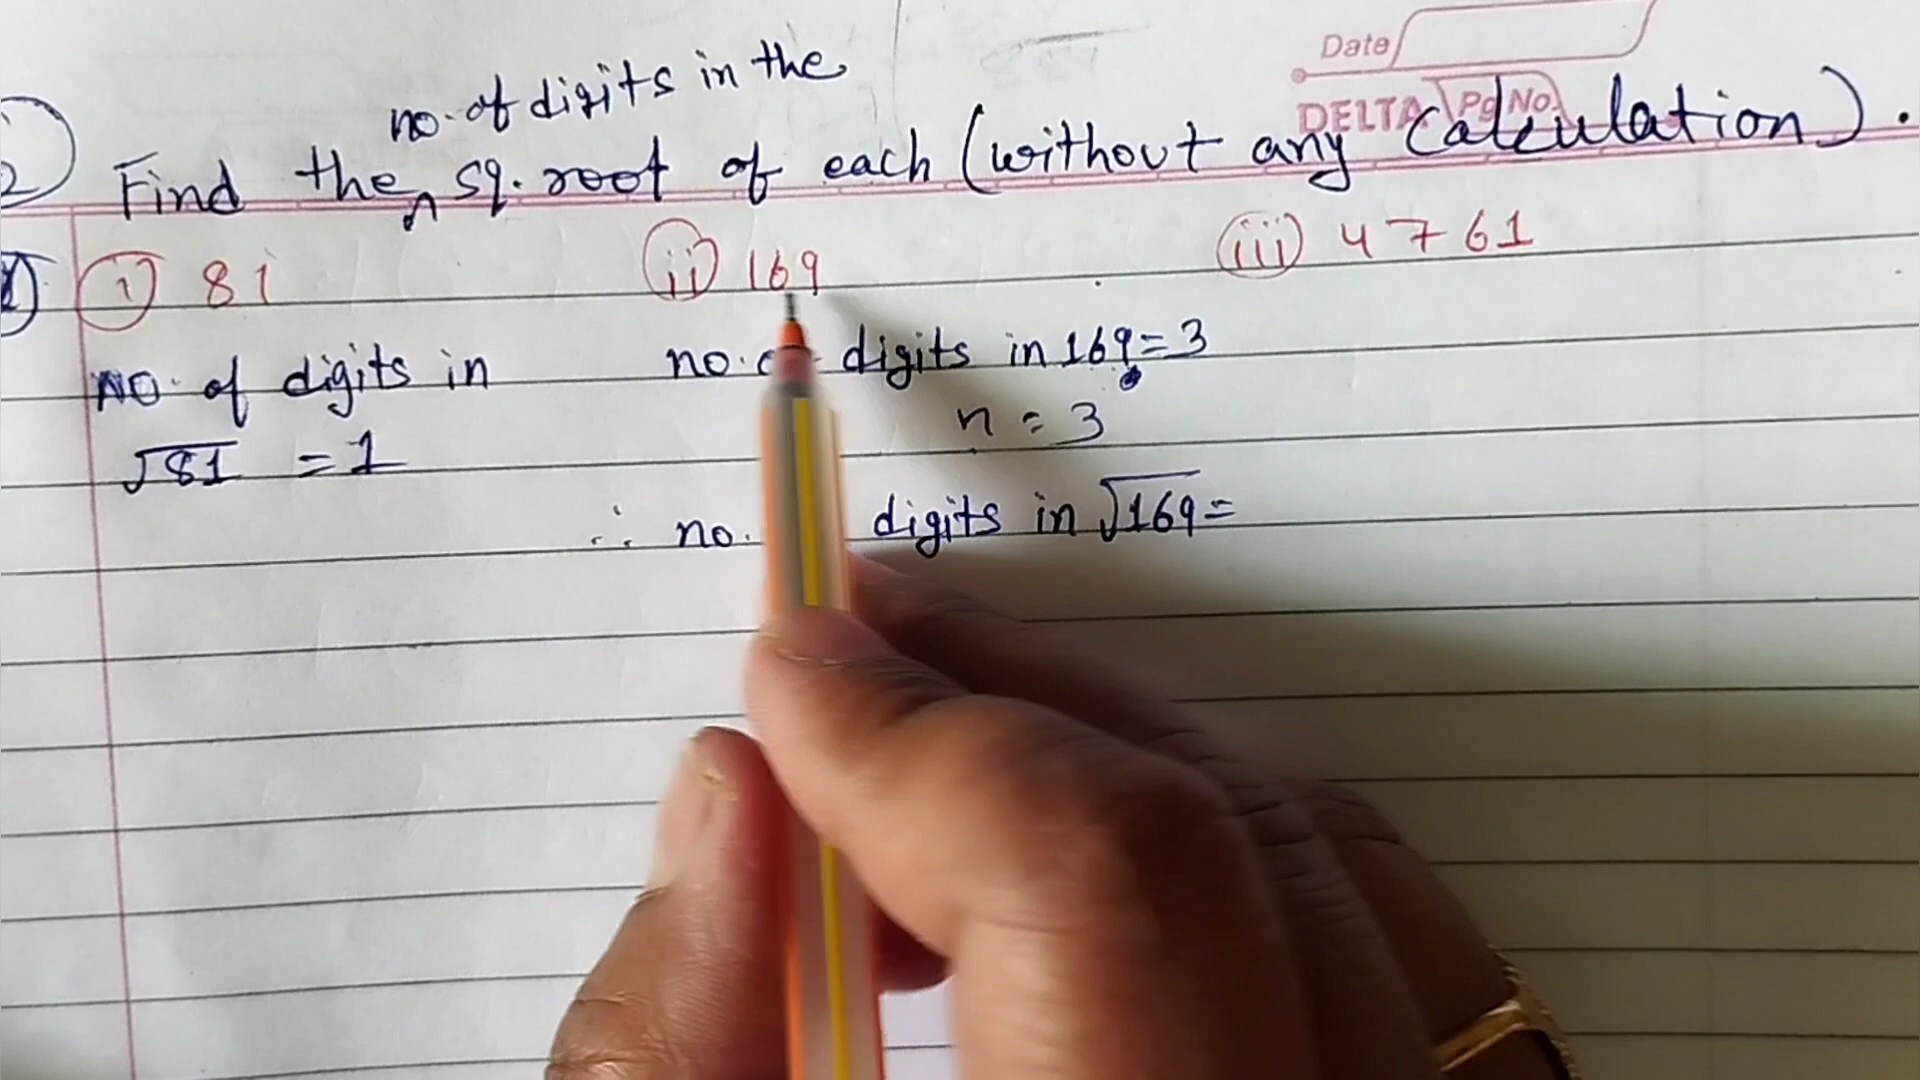 Date
DELTA Pg No.
no. of digits in the
2 Find the ^ sq. root of each (without any calculation).
i) 81 ii) 169 iii) 4761
No. of digits in
√81 = 1
no. digits in 169 = 3
n = 3
∴ no. digits in √169 =